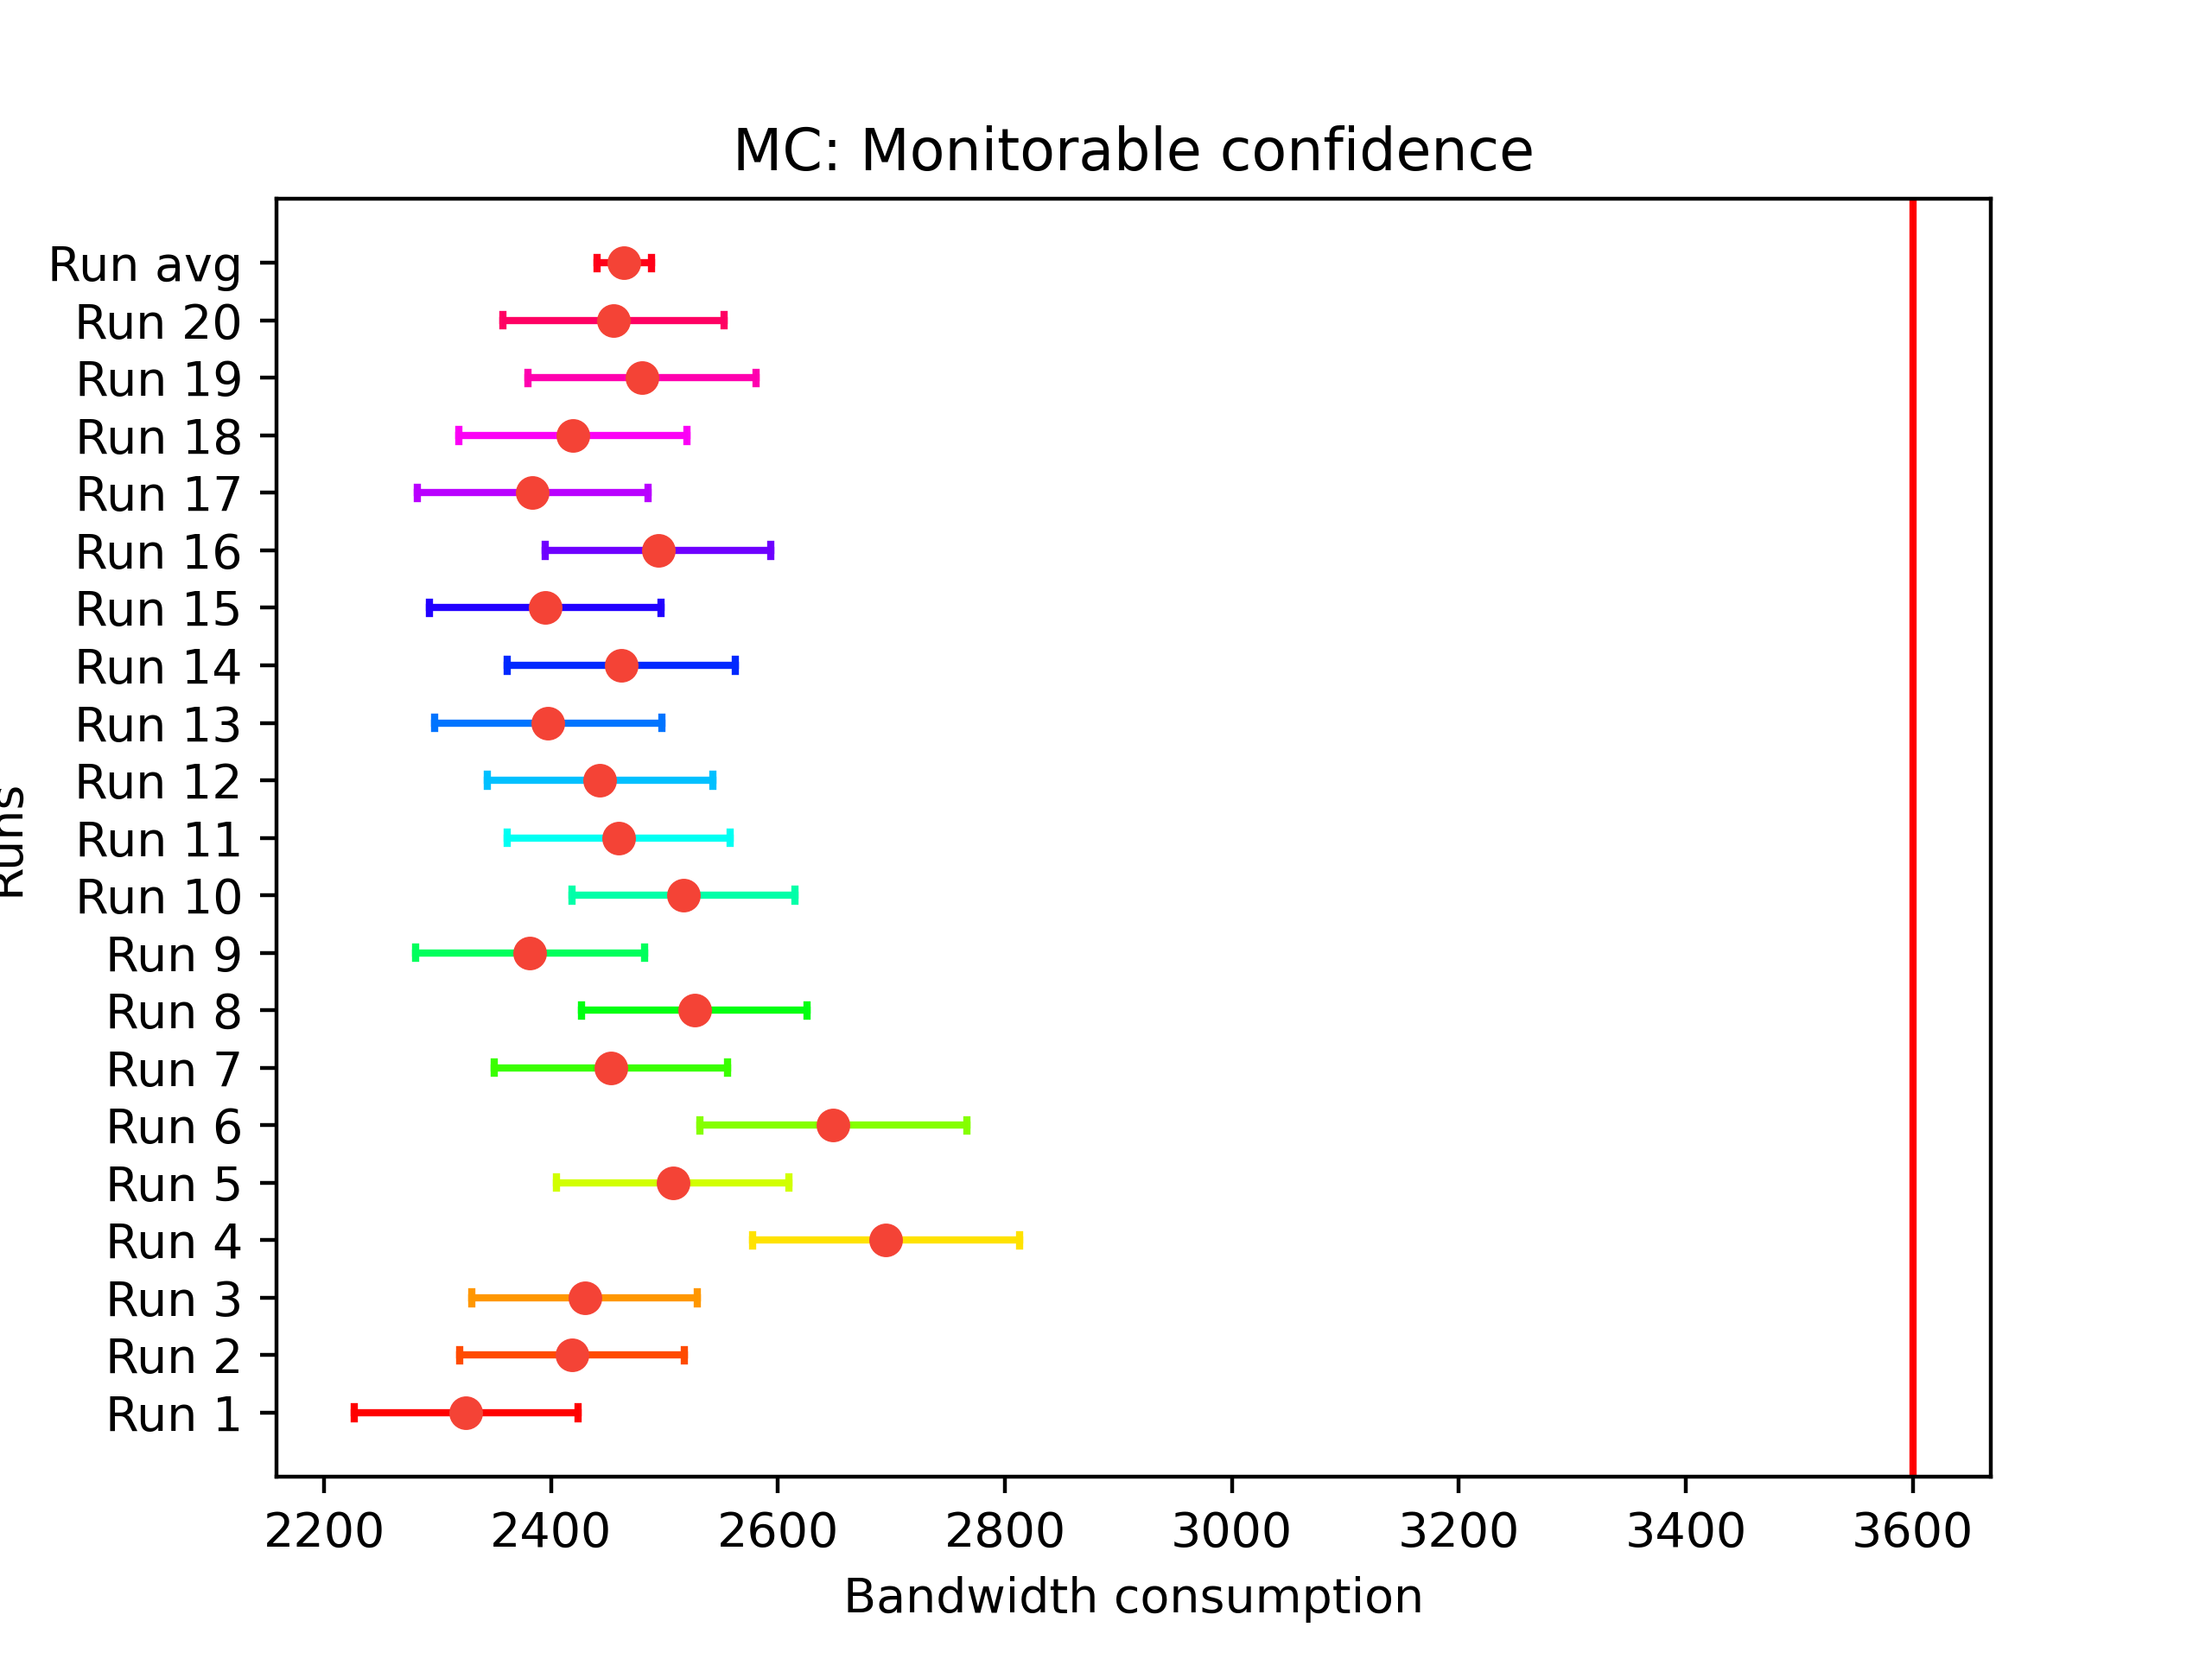 MC: Monitorable confidence
Run avg
Run 20
Run 19
Run 18
Run 17
Run 16
Run 15
Run 14
Run 13
Run 12
Run 11
Run 10
Run 9
Run 8
Run 7
Run 6
Run 5
Run 4
Run 3
Run 2
Run 1
Runs
2200 2400 2600 2800 3000 3200 3400 3600
Bandwidth consumption